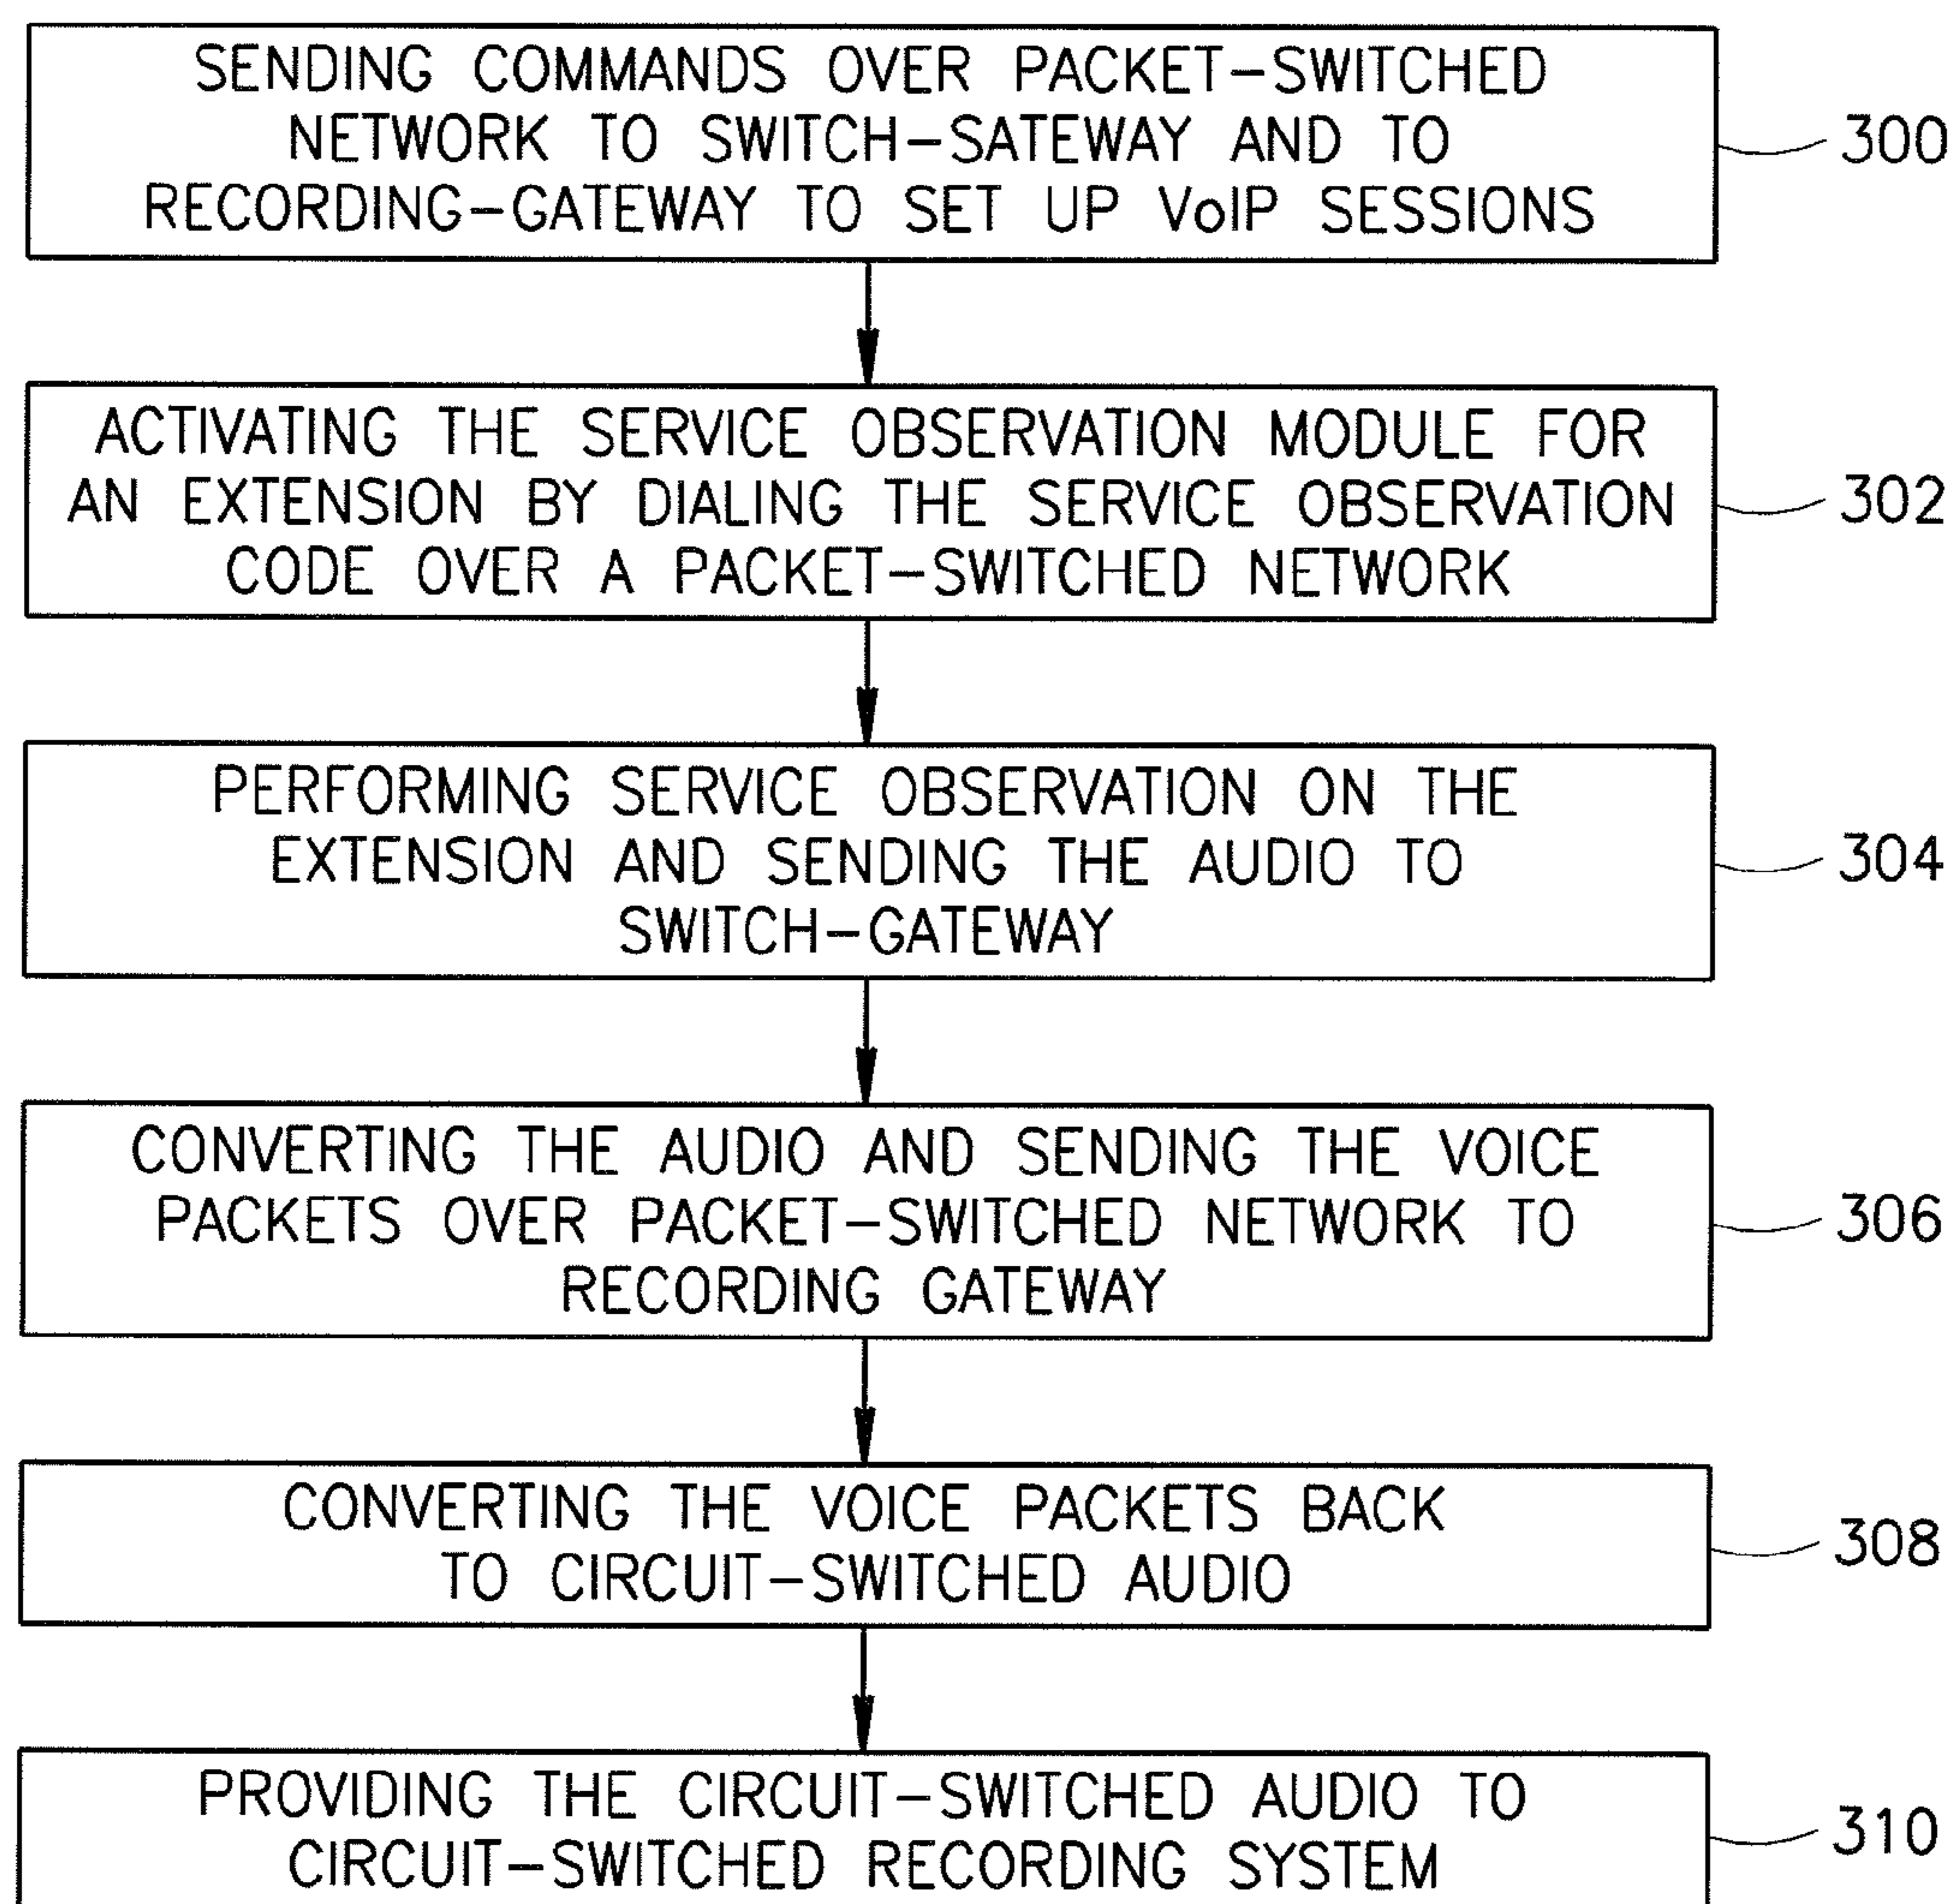 SENDING COMMANDS OVER PACKET-SWITCHED
NETWORK TO SWITCH-SATEWAY AND TO
RECORDING-GATEWAY TO SET UP VoIP SESSIONS
300
ACTIVATING THE SERVICE OBSERVATION MODULE FOR
AN EXTENSION BY DIALING THE SERVICE OBSERVATION
CODE OVER A PACKET-SWITCHED NETWORK
302
PERFORMING SERVICE OBSERVATION ON THE
EXTENSION AND SENDING THE AUDIO TO
SWITCH-GATEWAY
304
CONVERTING THE AUDIO AND SENDING THE VOICE
PACKETS OVER PACKET-SWITCHED NETWORK TO
RECORDING GATEWAY
306
CONVERTING THE VOICE PACKETS BACK
TO CIRCUIT-SWITCHED AUDIO
308
PROVIDING THE CIRCUIT-SWITCHED AUDIO TO
CIRCUIT-SWITCHED RECORDING SYSTEM
310